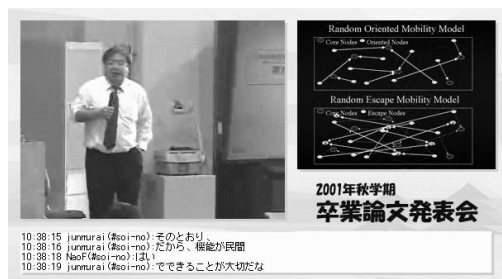 Random Oriented Mobility Model
Core Nodes Oriented Nodes
Random Escape Mobility Model
Core Nodes Escape Nodes
2001年秋学期
卒業論文発表会
10:38:15 junmurai(#soi-no):そのとおり、
10:38:16 junmurai(#soi-no):だから、機能が民間
10:38:18 NaoF(#soi-no):はい
10:38:19 junmurai(#soi-no):でできることが大切だな